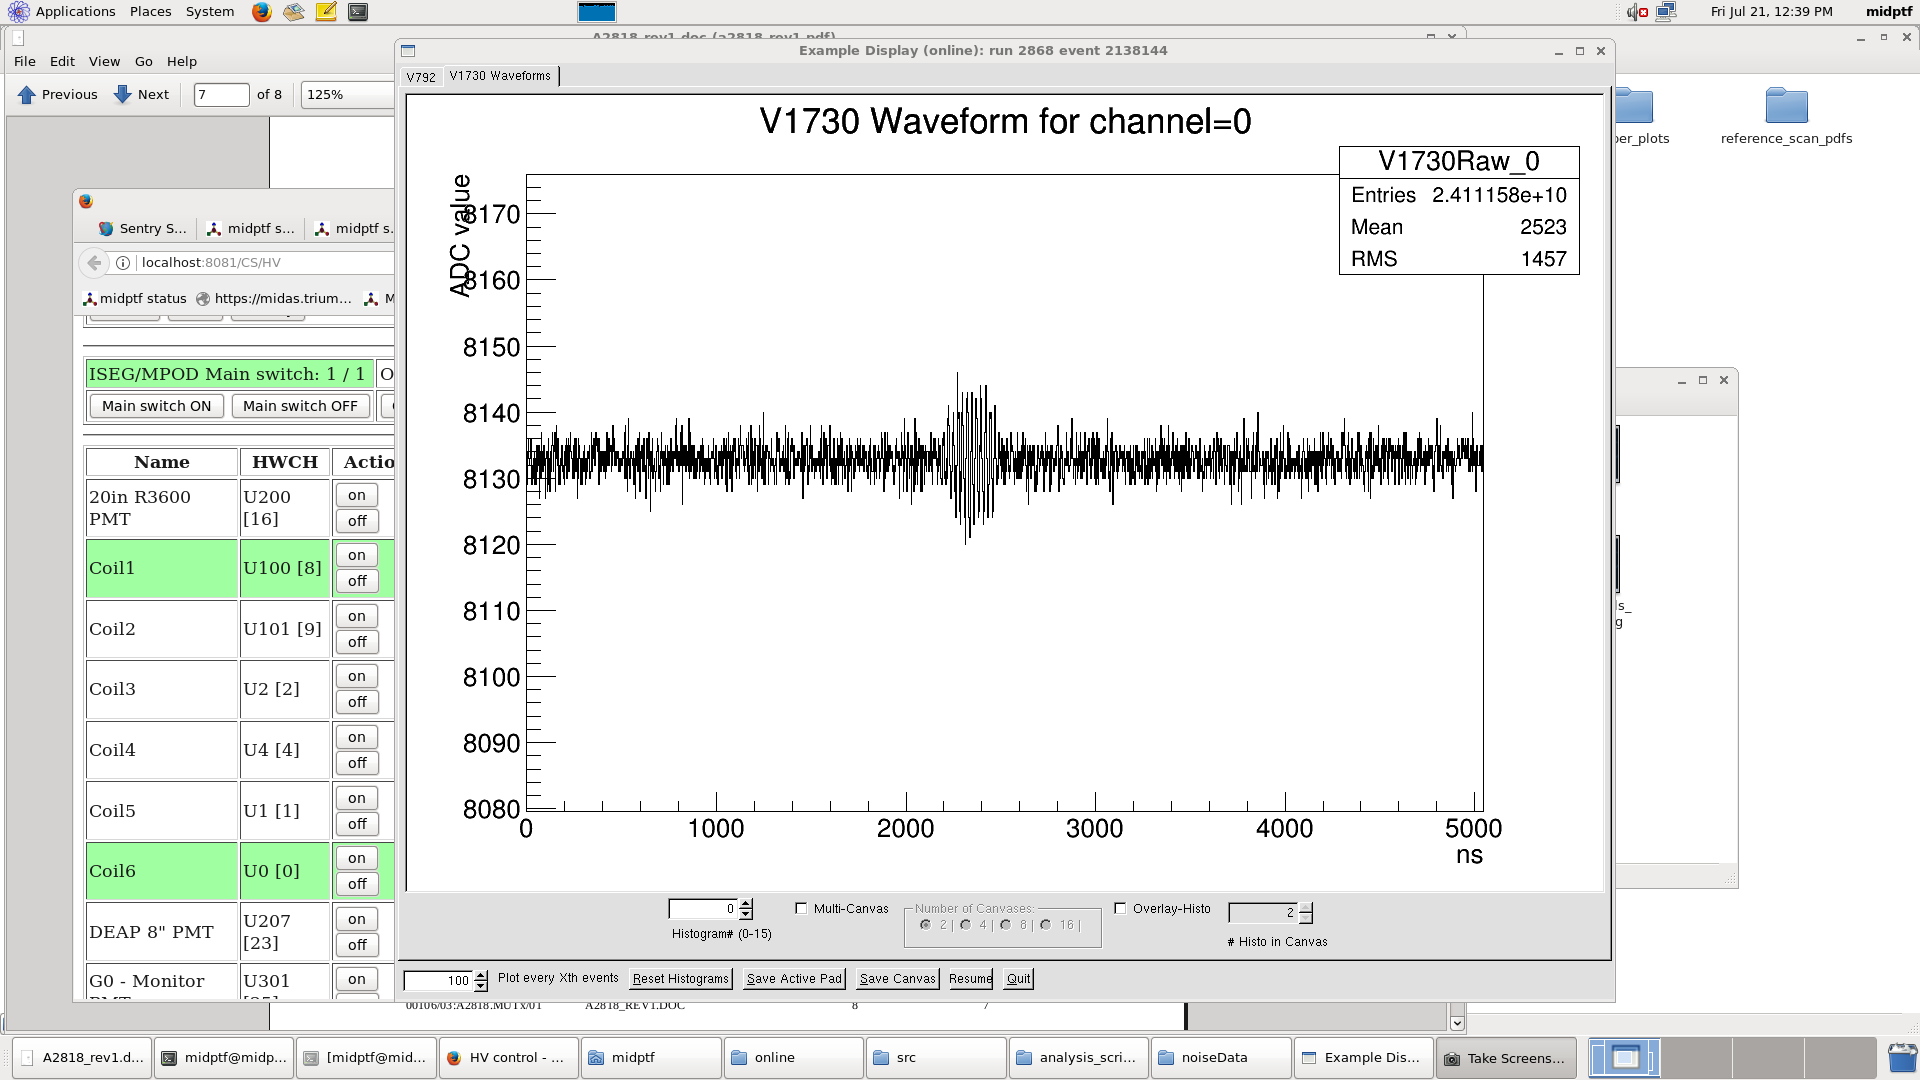 Applications Places System
Fri Jul 21, 12:39 PM midptf
A2818_rev1.doc (a2818_rev1.pdf)
File Edit View Go Help
Previous Next 7 of 8 125%
Example Display (online): run 2868 event 2138144
V792 V1730 Waveforms
V1730 Waveform for channel=0
V1730Raw_0
Entries 2.411158e+10
Mean 2523
RMS 1457
ADC value
8170
8160
8150
8140
8130
8120
8110
8100
8090
8080
0 1000 2000 3000 4000 5000
ns
0
Histogram# (0-15)
Multi-Canvas
Number of Canvases:
2 | 4 | 8 | 16 |
Overlay-Histo
2
# Histo in Canvas
100 Plot every Xth events Reset Histograms Save Active Pad Save Canvas Resume Quit
per_plots reference_scan_pdfs
ls_
g
Sentry S... midptf s... midptf s.
localhost:8081/CS/HV
midptf status https://midas.trium... M
ISEG/MPOD Main switch: 1 / 1 O
Main switch ON Main switch OFF
Name HWCH Actio
20in R3600 PMT U200 [16] on off
Coil1 U100 [8] on off
Coil2 U101 [9] on off
Coil3 U2 [2] on off
Coil4 U4 [4] on off
Coil5 U1 [1] on off
Coil6 U0 [0] on off
DEAP 8" PMT U207 [23] on off
G0 - Monitor U301 on
00106/03:A2818.MUTx/01 A2818_REV1.DOC 8 7
A2818_rev1.d... midptf@midp... [midptf@mid... HV control - ... midptf online src analysis_scri... noiseData Example Dis... Take Screens...